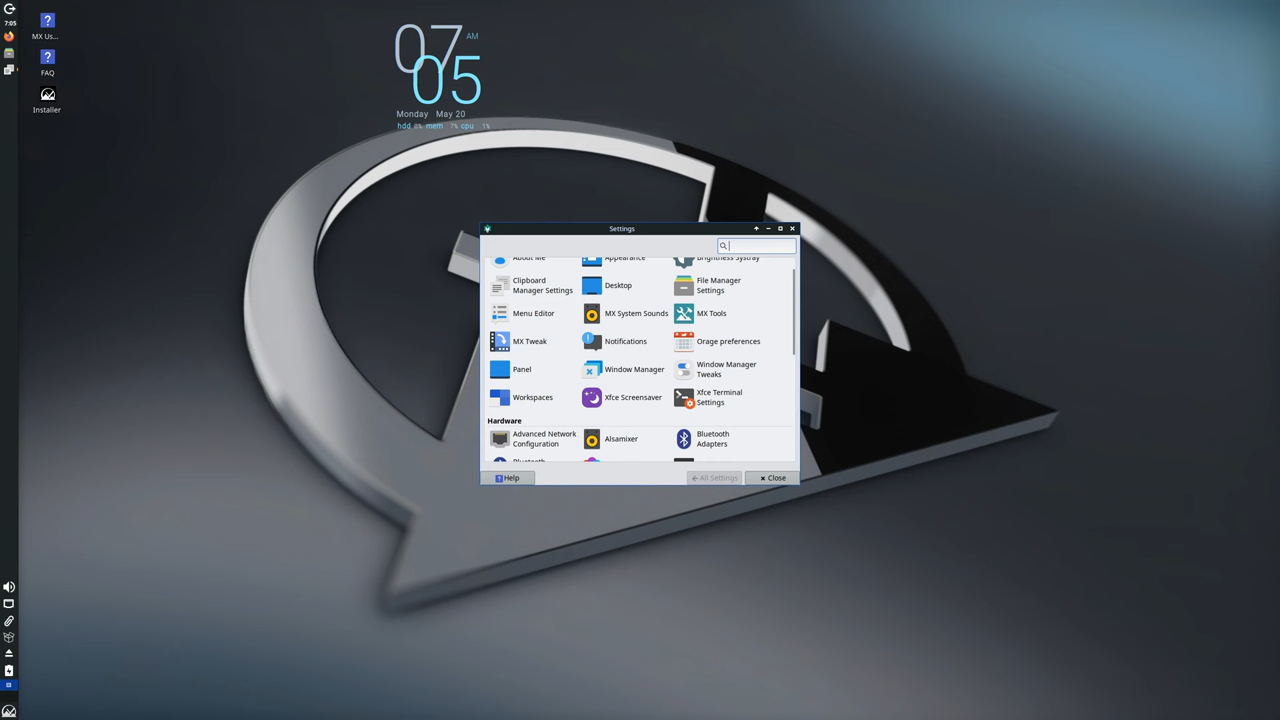 7:05
MX Us...
FAQ
Installer
07
AM
05
Monday May 20
hdd 0% mem 7% cpu 1%
Settings
About Me
Appearance
Brightness Systray
Clipboard
Manager Settings
Desktop
File Manager
Settings
Menu Editor
MX System Sounds
MX Tools
MX Tweak
Notifications
Orage preferences
Panel
Window Manager
Window Manager
Tweaks
Workspaces
Xfce Screensaver
Xfce Terminal
Settings
Hardware
Advanced Network
Configuration
Alsamixer
Bluetooth
Adapters
Bluetooth
Help
All Settings
Close